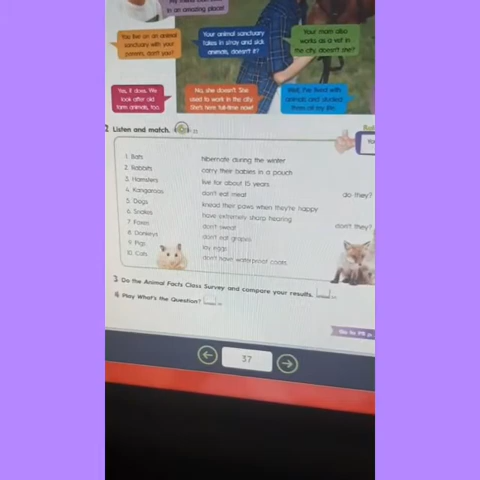 in an amazing place!
You live on an animal
sanctuary with your
parents, don't you?
Your animal sanctuary
takes in stray and sick
animals, doesn't it?
Your mum also
works as a vet in
the city, doesn't she?
Yes, it does. We
look after old
farm animals, too.
No, she doesn't. She
used to work in the city.
She's here full-time now!
Well, I've lived with
animals and studied
them all my life.
2 Listen and match.
1. Bats
2. Rabbits
3. Hamsters
4. Kangaroos
5. Dogs
6. Snakes
7. Foxes
8. Donkeys
9. Pigs
10. Cats
hibernate during the winter
carry their babies in a pouch
live for about 15 years
don't eat meat
knead their paws when they're happy
have extremely sharp hearing
don't sweat
don't eat grapes
lay eggs
don't have waterproof coats
do they?
don't they?
3 Do the Animal Facts Class Survey and compare your results.
4 Play What's the Question?
Go to PB p
37